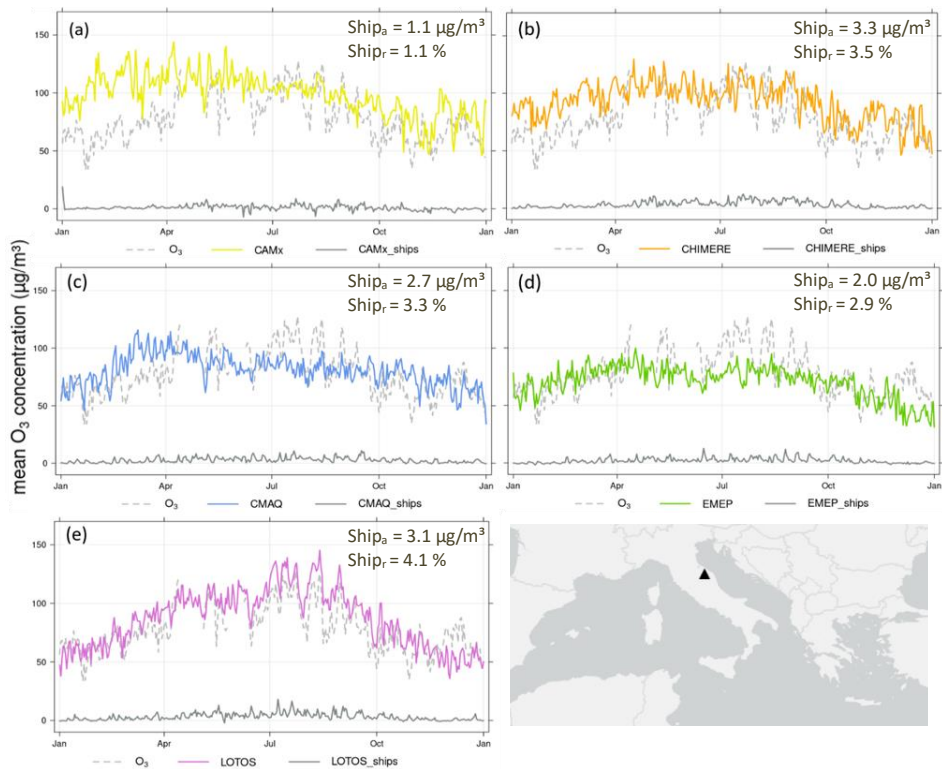 mean O₃ concentration (µg/m³)
(a)
Shipₐ = 1.1 µg/m³
Shipᵣ = 1.1 %
150
100
50
0
Jan Apr Jul Oct Jan
O₃ CAMx CAMx_ships
(b)
Shipₐ = 3.3 µg/m³
Shipᵣ = 3.5 %
Jan Apr Jul Oct Jan
O₃ CHIMERE CHIMERE_ships
(c)
Shipₐ = 2.7 µg/m³
Shipᵣ = 3.3 %
150
100
50
0
Jan Apr Jul Oct Jan
O₃ CMAQ CMAQ_ships
(d)
Shipₐ = 2.0 µg/m³
Shipᵣ = 2.9 %
Jan Apr Jul Oct Jan
O₃ EMEP EMEP_ships
(e)
Shipₐ = 3.1 µg/m³
Shipᵣ = 4.1 %
150
100
50
0
Jan Apr Jul Oct Jan
O₃ LOTOS LOTOS_ships